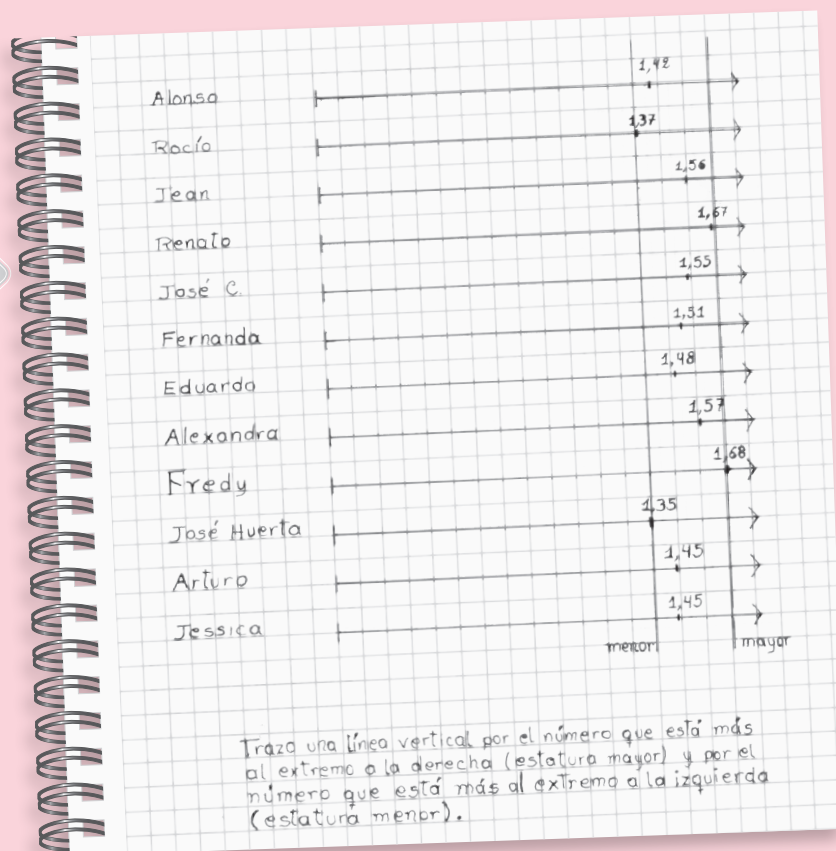 Alonso 1,42
Rocío 1,37
Jean 1,56
Renato 1,67
José C. 1,55
Fernanda 1,51
Eduardo 1,48
Alexandra 1,57
Fredy 1,68
José Huerta 1,35
Arturo 1,45
Jessica 1,45
menor mayor
Trazo una línea vertical por el número que está más
al extremo a la derecha (estatura mayor) y por el
número que está más al extremo a la izquierda
(estatura menor).